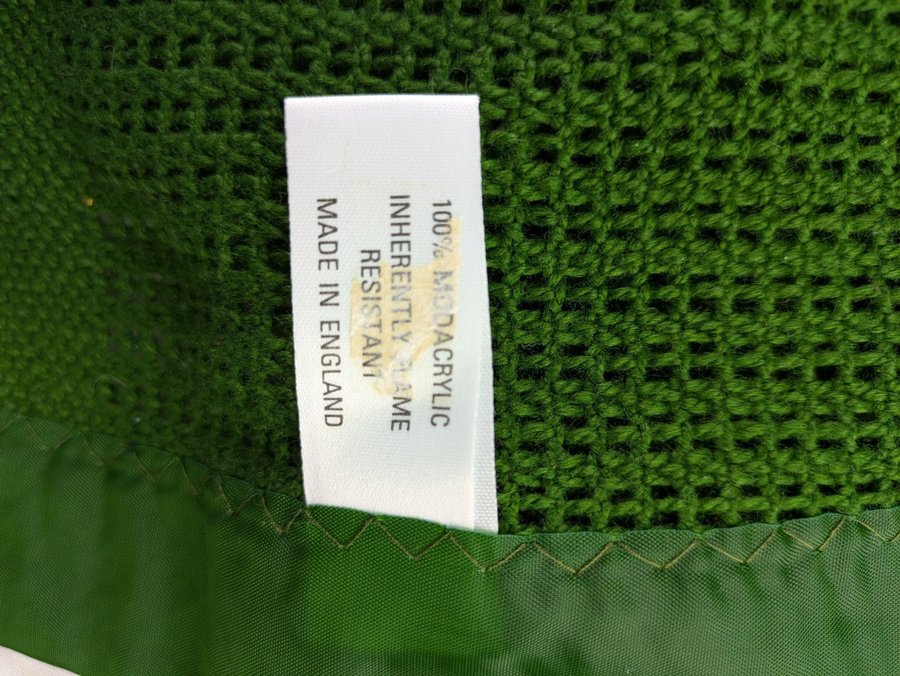 100% MODACRYLIC
INHERENTLY FLAME
RESISTANT
MADE IN ENGLAND